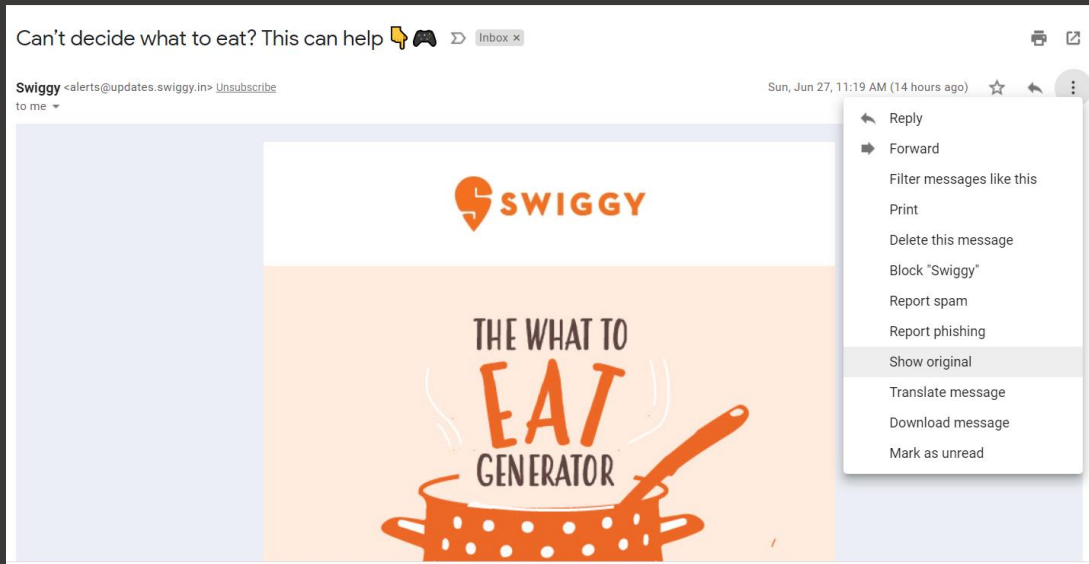 Can't decide what to eat? This can help 👇🎮 Inbox ×
Swiggy <alerts@updates.swiggy.in> Unsubscribe
Sun, Jun 27, 11:19 AM (14 hours ago)
to me
Reply
Forward
Filter messages like this
Print
Delete this message
Block "Swiggy"
Report spam
Report phishing
Show original
Translate message
Download message
Mark as unread
SWIGGY
THE WHAT TO
EAT
GENERATOR